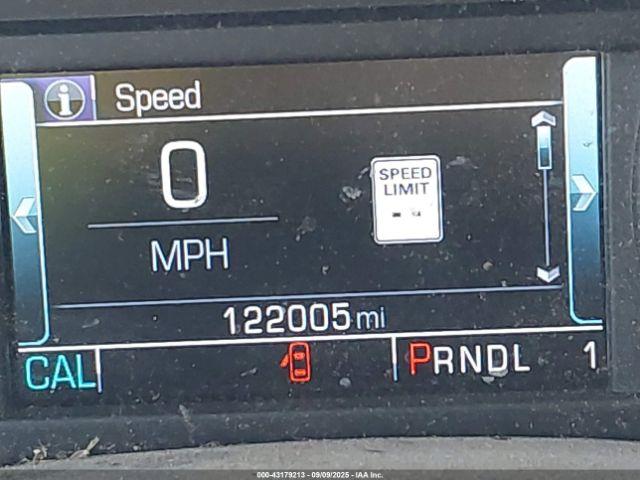 Speed
0
MPH
SPEED
LIMIT
--
122005 mi
CAL
PRNDL 1
000-43179213 - 09/09/2025 - IAA Inc.